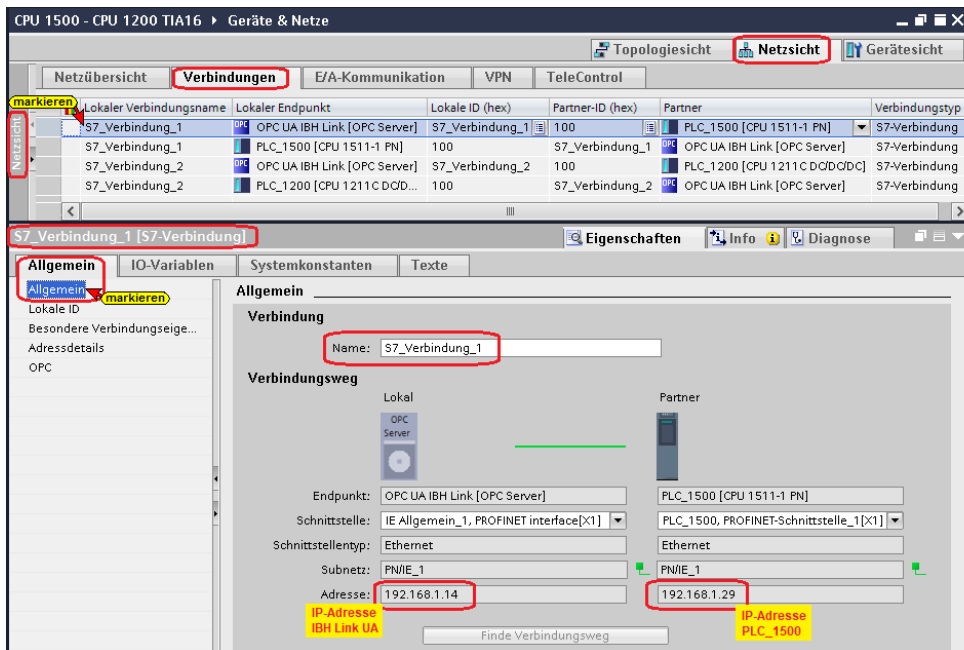 CPU 1500 - CPU 1200 TIA16 ▸ Geräte & Netze
Topologiesicht Netzsicht Gerätesicht
Netzübersicht Verbindungen E/A-Kommunikation VPN TeleControl
markieren
Lokaler Verbindungsname Lokaler Endpunkt Lokale ID (hex) Partner-ID (hex) Partner Verbindungstyp
Netzsicht
S7_Verbindung_1 OPC OPC UA IBH Link [OPC Server] S7_Verbindung_1 100 PLC_1500 [CPU 1511-1 PN] S7-Verbindung
S7_Verbindung_1 PLC_1500 [CPU 1511-1 PN] 100 S7_Verbindung_1 OPC OPC UA IBH Link [OPC Server] S7-Verbindung
S7_Verbindung_2 OPC OPC UA IBH Link [OPC Server] S7_Verbindung_2 100 PLC_1200 [CPU 1211C DC/DC/DC] S7-Verbindung
S7_Verbindung_2 PLC_1200 [CPU 1211C DC/D... 100 S7_Verbindung_2 OPC OPC UA IBH Link [OPC Server] S7-Verbindung
S7_Verbindung_1 [S7-Verbindung] Eigenschaften Info Diagnose
Allgemein IO-Variablen Systemkonstanten Texte
Allgemein
markieren
Lokale ID
Besondere Verbindungseige...
Adressdetails
OPC
Allgemein
Verbindung
Name: S7_Verbindung_1
Verbindungsweg
Lokal Partner
OPC
Server
Endpunkt: OPC UA IBH Link [OPC Server] PLC_1500 [CPU 1511-1 PN]
Schnittstelle: IE Allgemein_1, PROFINET interface[X1] PLC_1500, PROFINET-Schnittstelle_1[X1]
Schnittstellentyp: Ethernet Ethernet
Subnetz: PN/IE_1 PN/IE_1
Adresse: 192.168.1.14 192.168.1.29
IP-Adresse
IBH Link UA
IP-Adresse
PLC_1500
Finde Verbindungsweg